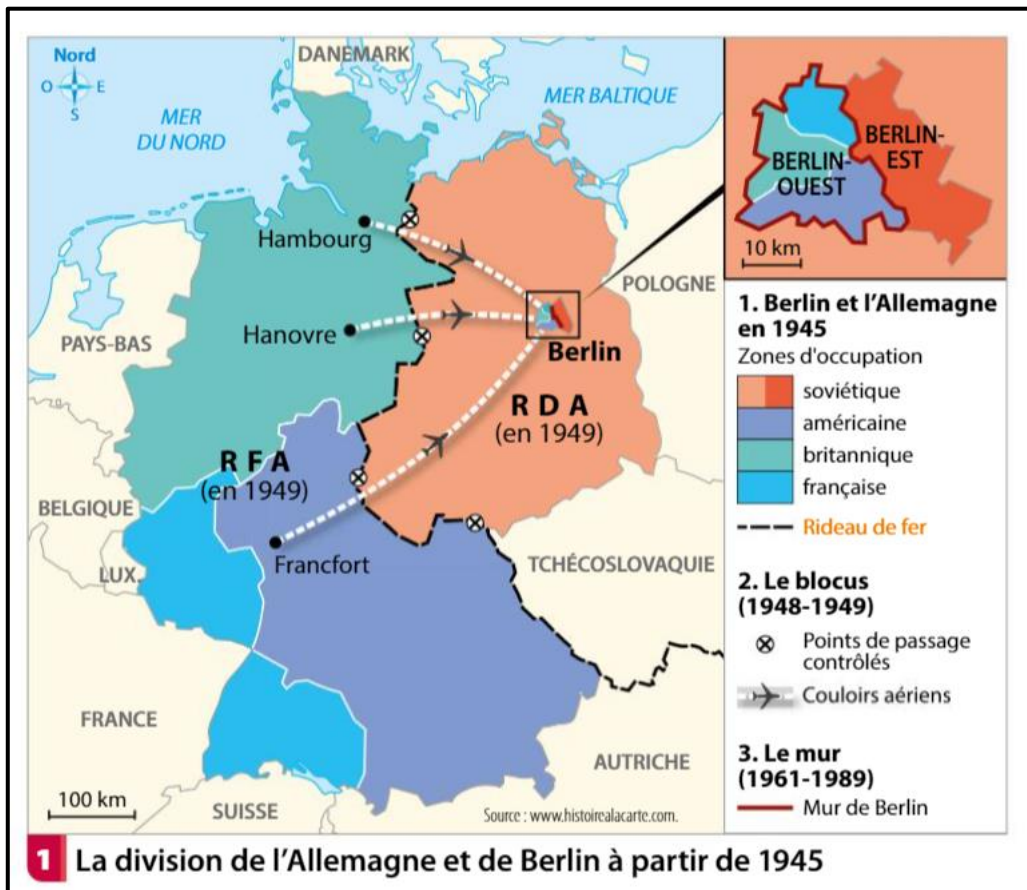 Nord
O
E
S
DANEMARK
MER
DU NORD
MER BALTIQUE
Hambourg
POLOGNE
Hanovre
PAYS-BAS
Berlin
R D A
(en 1949)
R F A
(en 1949)
BELGIQUE
LUX.
Francfort
TCHÉCOSLOVAQUIE
FRANCE
AUTRICHE
SUISSE
100 km
Source : www.histoirealacarte.com.
BERLIN-
EST
BERLIN-
OUEST
10 km
1. Berlin et l'Allemagne
en 1945
Zones d'occupation
soviétique
américaine
britannique
française
Rideau de fer
2. Le blocus
(1948-1949)
Points de passage
contrôlés
Couloirs aériens
3. Le mur
(1961-1989)
Mur de Berlin
1 La division de l'Allemagne et de Berlin à partir de 1945